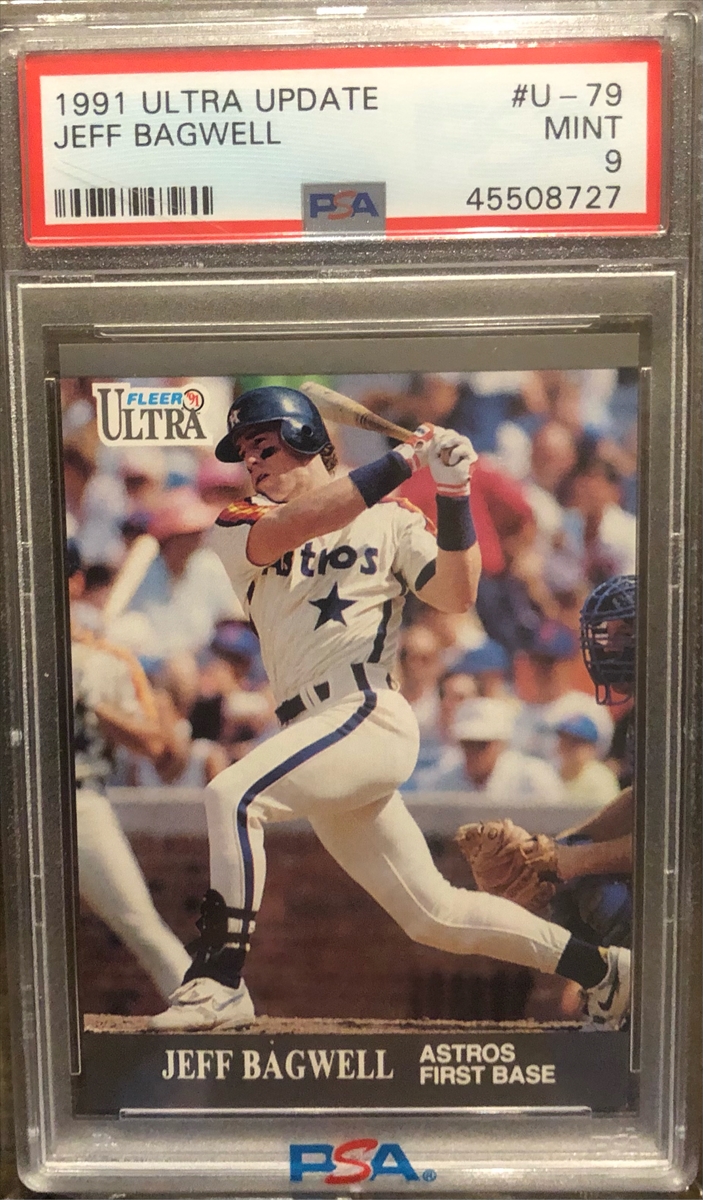 1991 ULTRA UPDATE #U-79
JEFF BAGWELL MINT
9
PSA 45508727
FLEER '91
ULTRA
Astros
JEFF BAGWELL ASTROS
FIRST BASE
PSA®